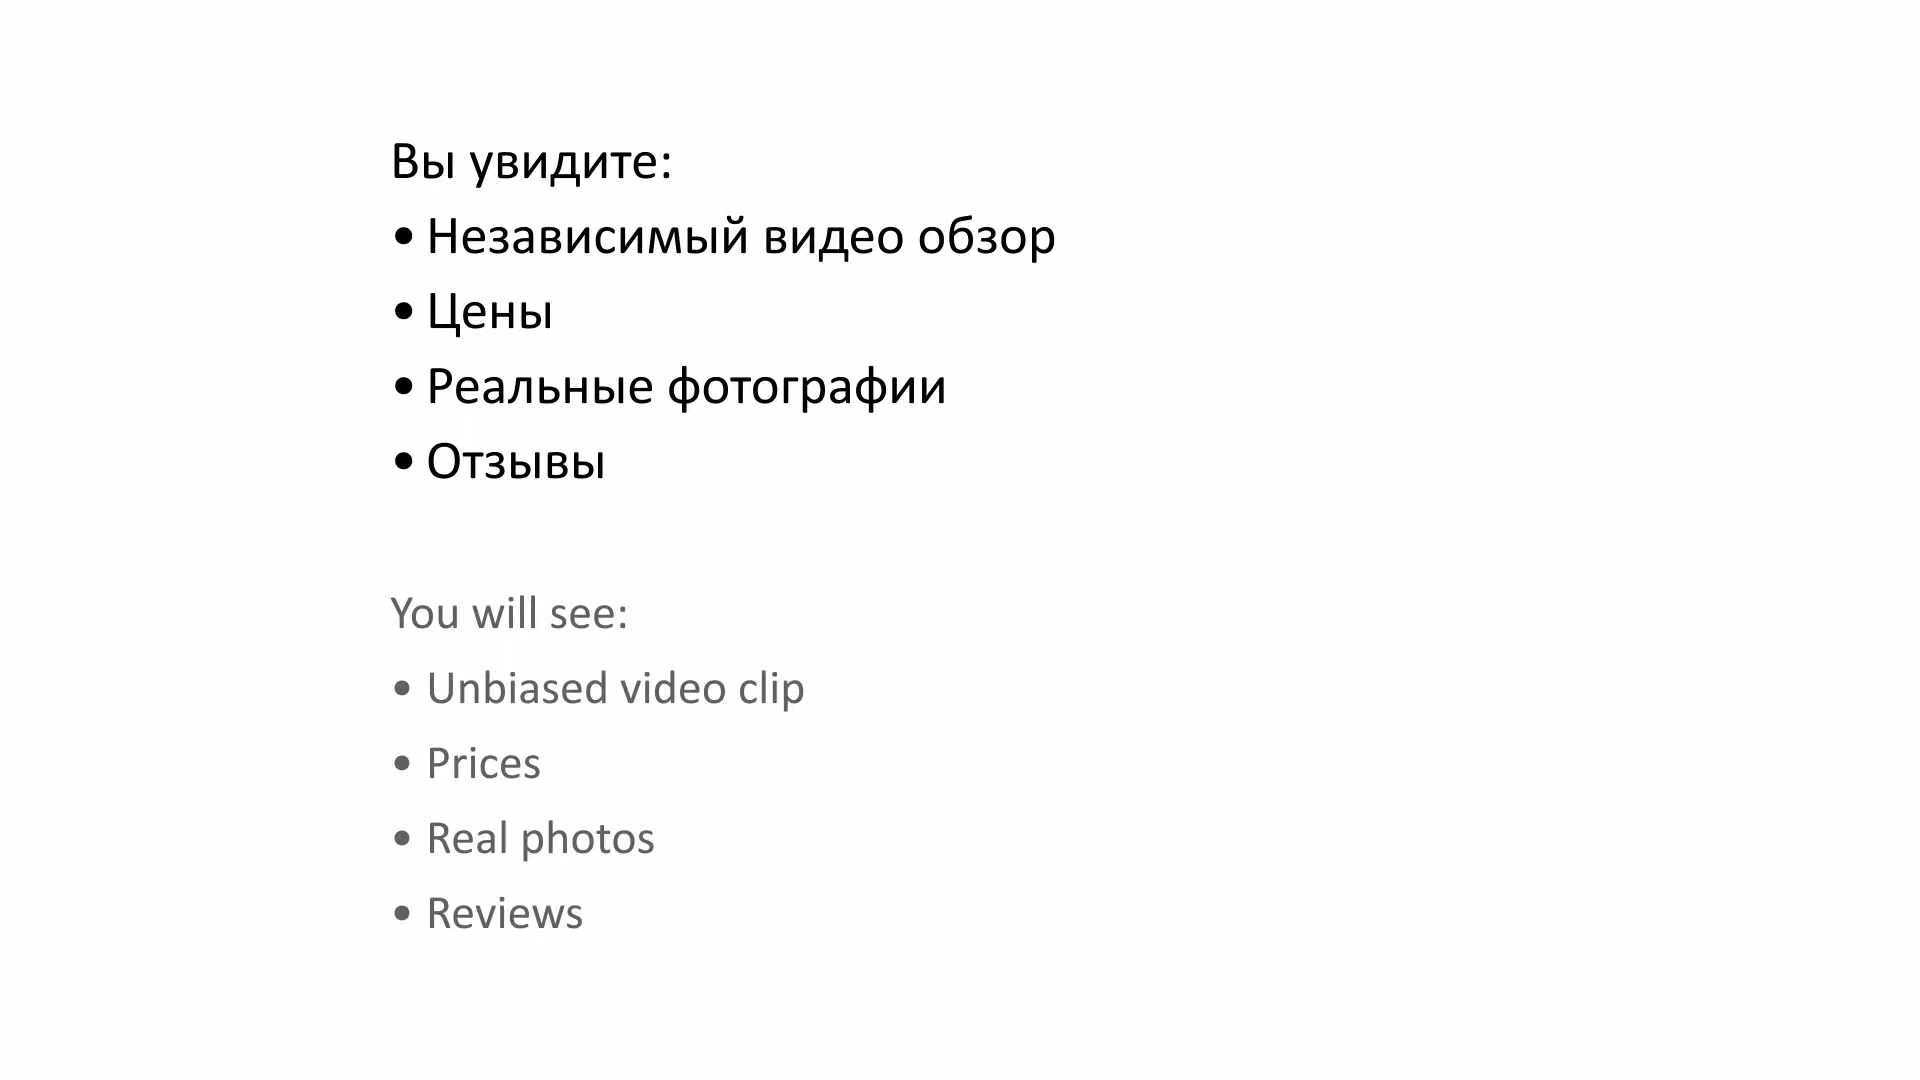 Вы увидите:
• Независимый видео обзор
• Цены
• Реальные фотографии
• Отзывы
You will see:
• Unbiased video clip
• Prices
• Real photos
• Reviews